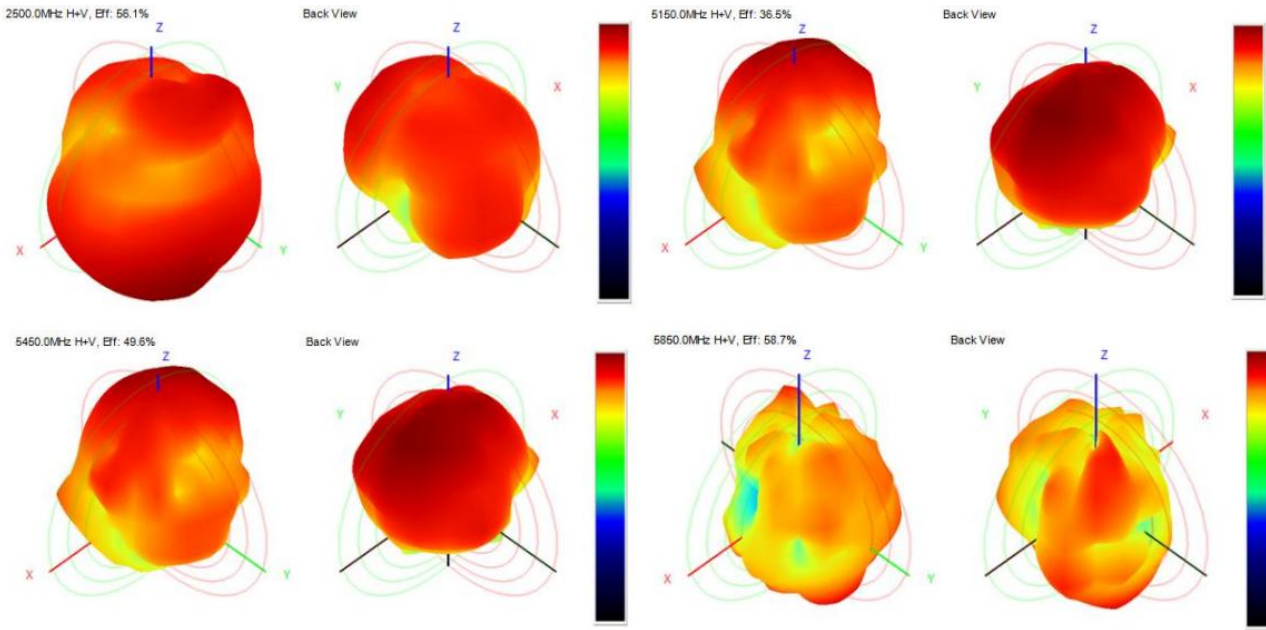 2500.0MHz H+V, Eff: 56.1%
Back View
Z
X
Y
Z
Y
X
5150.0MHz H+V, Eff: 36.5%
Back View
Z
X
Y
Z
Y
X
5450.0MHz H+V, Eff: 49.6%
Back View
Z
X
Y
Z
Y
X
5850.0MHz H+V, Eff: 58.7%
Back View
Z
X
Y
Z
Y
X